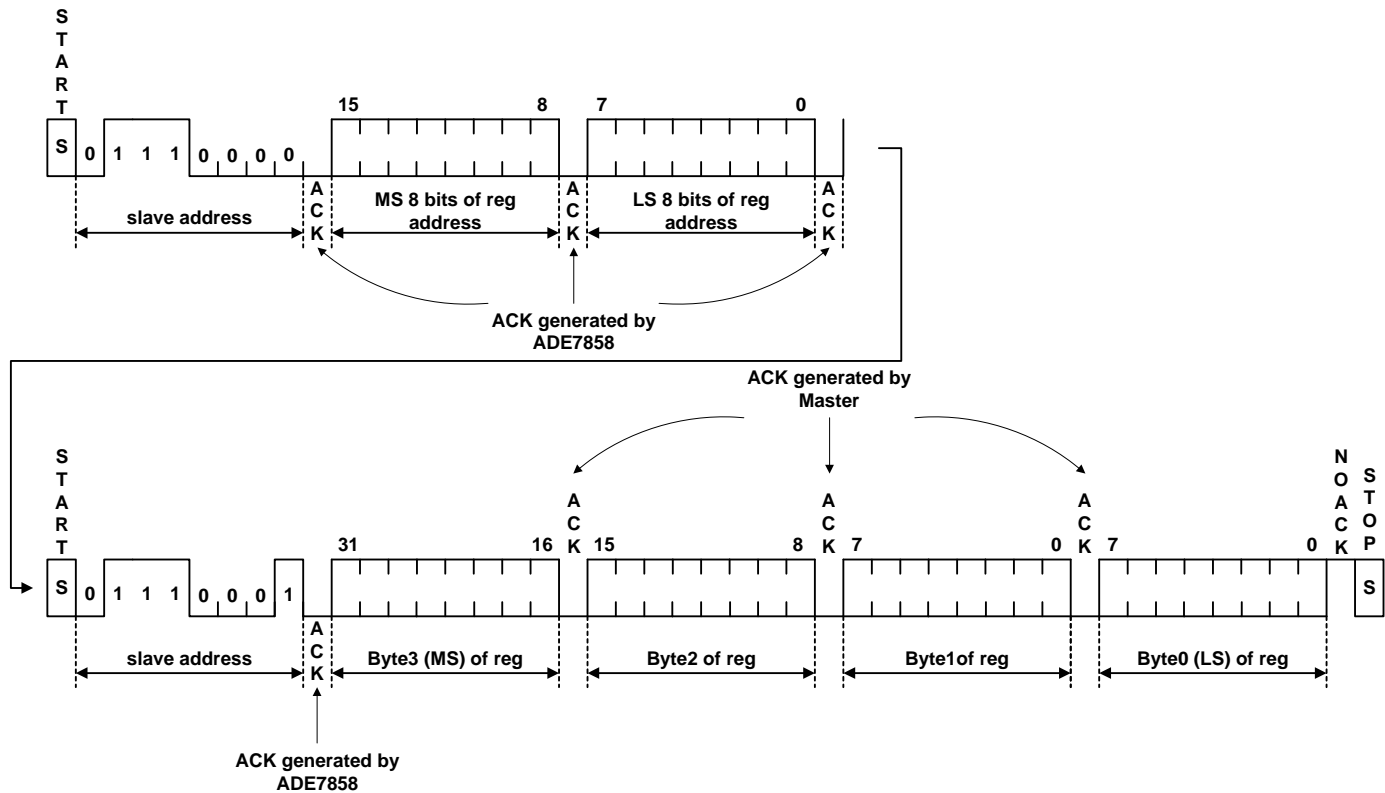 START
15 8 7 0
S 0 1 1 1 0 0 0 0
ACK
ACK
ACK
slave address
MS 8 bits of reg
address
LS 8 bits of reg
address
ACK generated by
ADE7858
ACK generated by
Master
START
ACK
ACK
ACK
NOACK
STOP
31 16 15 8 7 0 7 0
S 0 1 1 1 0 0 0 1 S
ACK
slave address
Byte3 (MS) of reg
Byte2 of reg
Byte1of reg
Byte0 (LS) of reg
ACK generated by
ADE7858